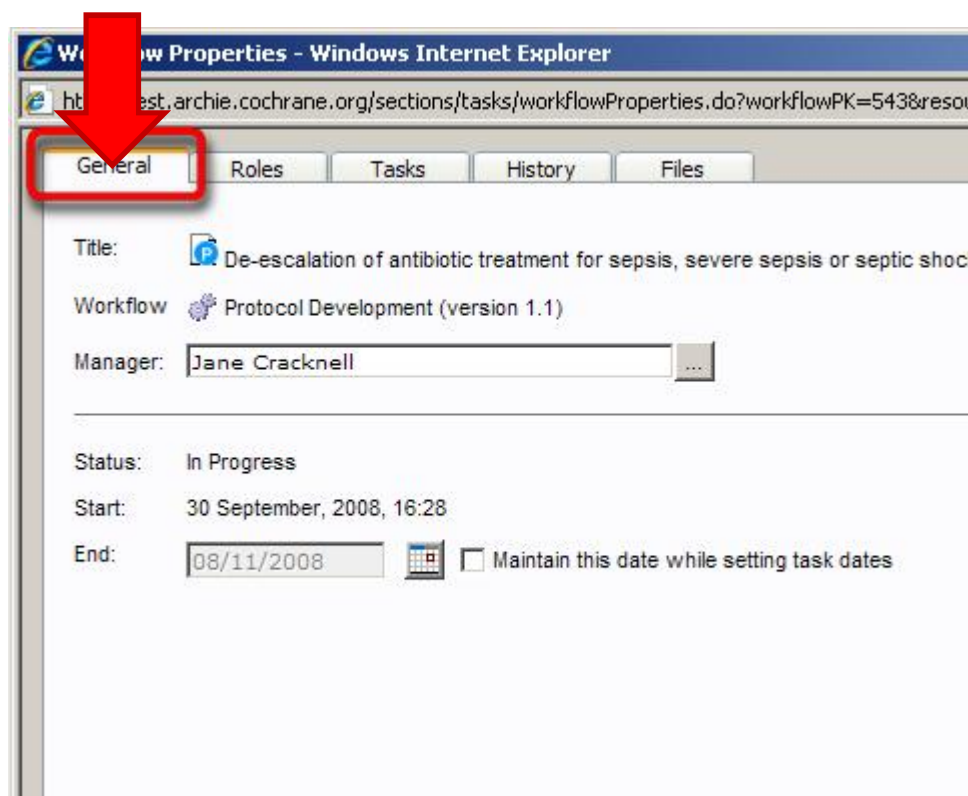 Properties - Windows Internet Explorer
archie.cochrane.org/sections/tasks/workflowProperties.do?workflowPK=543&resou
General Roles Tasks History Files
Title: De-escalation of antibiotic treatment for sepsis, severe sepsis or septic shoc
Workflow Protocol Development (version 1.1)
Manager: Jane Cracknell ...
Status: In Progress
Start: 30 September, 2008, 16:28
End: 08/11/2008 Maintain this date while setting task dates